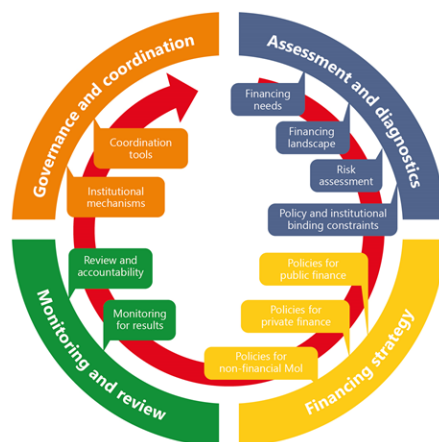 Assessment and diagnostics
Financing
needs
Financing
landscape
Risk
assessment
Policy and institutional
binding constraints
Financing strategy
Policies for
public finance
Policies for
private finance
Policies for
non-financial MoI
Monitoring and review
Monitoring
for results
Review and
accountability
Governance and coordination
Institutional
mechanisms
Coordination
tools